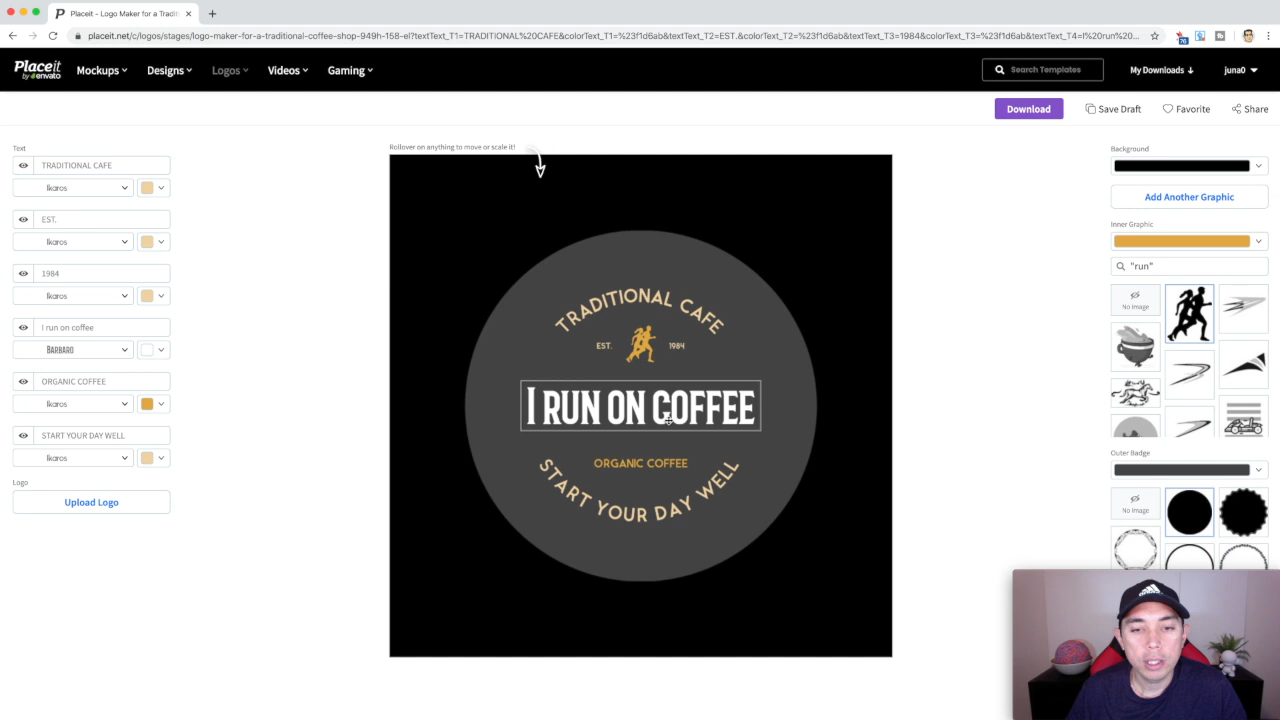 Placeit - Logo Maker for a Traditi
placeit.net/c/logos/stages/logo-maker-for-a-traditional-coffee-shop-949h-158-el?textText_T1=TRADITIONAL%20CAFE&colorText_T1=%23f1d6ab&textText_T2=EST.&colorText_T2=%23f1d6ab&textText_T3=1984&colorText_T3=%23f1d6ab&textText_T4=I%20run%20...
Placeit
by envato
Mockups
Designs
Logos
Videos
Gaming
Search Templates
My Downloads
juna0
Download
Save Draft
Favorite
Share
Text
TRADITIONAL CAFE
Ikaros
EST.
Ikaros
1984
Ikaros
I run on coffee
BARBARO
ORGANIC COFFEE
Ikaros
START YOUR DAY WELL
Ikaros
Logo
Upload Logo
Rollover on anything to move or scale it!
TRADITIONAL CAFE
EST. 1984
I RUN ON COFFEE
ORGANIC COFFEE
START YOUR DAY WELL
Background
Add Another Graphic
Inner Graphic
"run"
No Image
Outer Badge
No Image